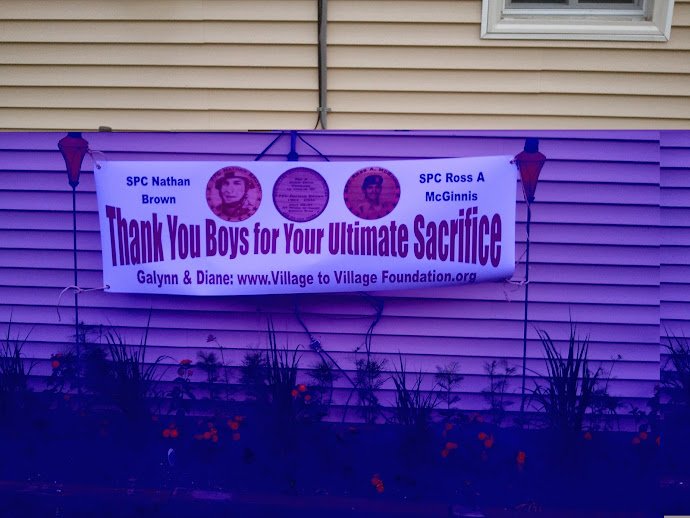 SPC Nathan
Brown
SPC Ross A
McGinnis
Thank You Boys for Your Ultimate Sacrifice
Galynn & Diane: www.Village to Village Foundation.org